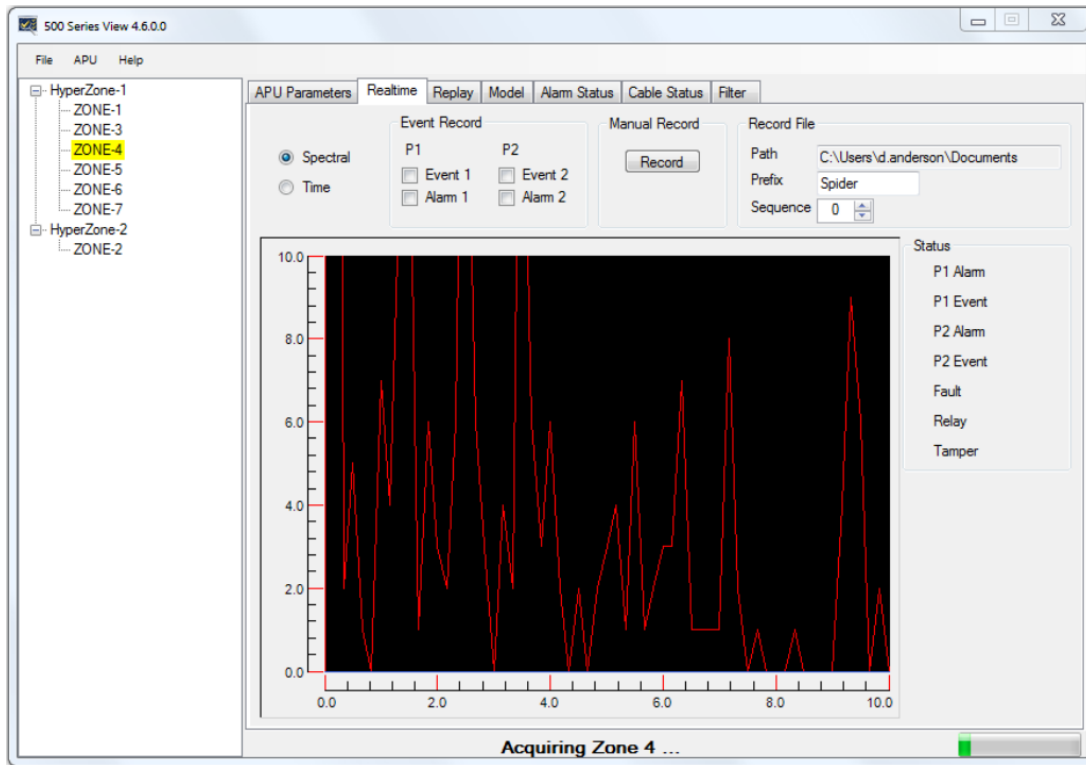 500 Series View 4.6.0.0
File APU Help
HyperZone-1
ZONE-1
ZONE-3
ZONE-4
ZONE-5
ZONE-6
ZONE-7
HyperZone-2
ZONE-2
APU Parameters Realtime Replay Model Alarm Status Cable Status Filter
Spectral
Time
Event Record
P1 P2
Event 1 Event 2
Alarm 1 Alarm 2
Manual Record
Record
Record File
Path C:\Users\d.anderson\Documents
Prefix Spider
Sequence 0
10.0
8.0
6.0
4.0
2.0
0.0
0.0 2.0 4.0 6.0 8.0 10.0
Status
P1 Alarm
P1 Event
P2 Alarm
P2 Event
Fault
Relay
Tamper
Acquiring Zone 4 ...